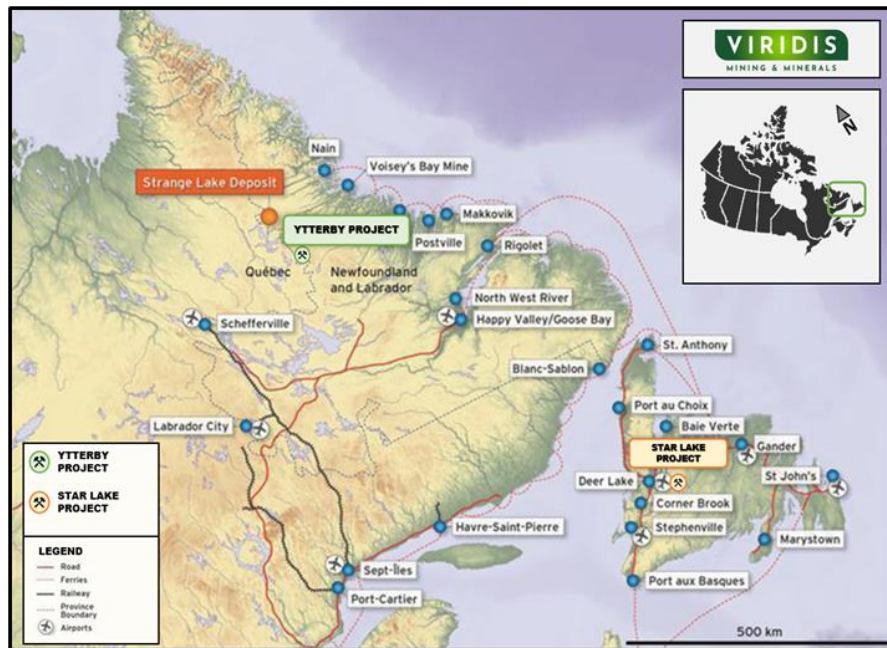 VIRIDIS
MINING & MINERALS
N
Nain
Voisey's Bay Mine
Strange Lake Deposit
Makkovik
YTTERBY PROJECT
Postville
Rigolet
Québec
Newfoundland
and Labrador
North West River
Schefferville
Happy Valley/Goose Bay
St. Anthony
Blanc-Sablon
Port au Choix
Labrador City
Baie Verte
STAR LAKE
PROJECT
Gander
YTTERBY
PROJECT
STAR LAKE
PROJECT
Deer Lake
St John's
Corner Brook
Havre-Saint-Pierre
Stephenville
Marystown
LEGEND
Road
Ferries
Railway
Province
Boundary
Airports
Sept-Îles
Port-Cartier
Port aux Basques
500 km